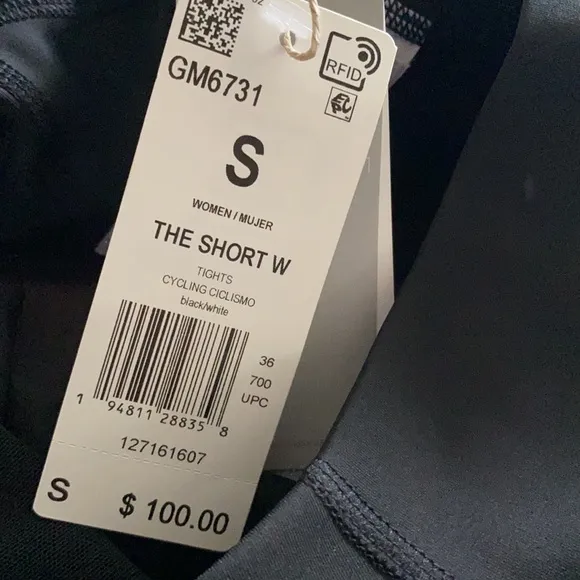 GM6731
RFID
S
WOMEN / MUJER
THE SHORT W
TIGHTS
CYCLING CICLISMO
black/white
36
700
UPC
1 94811 28835 8
127161607
S
$ 100.00